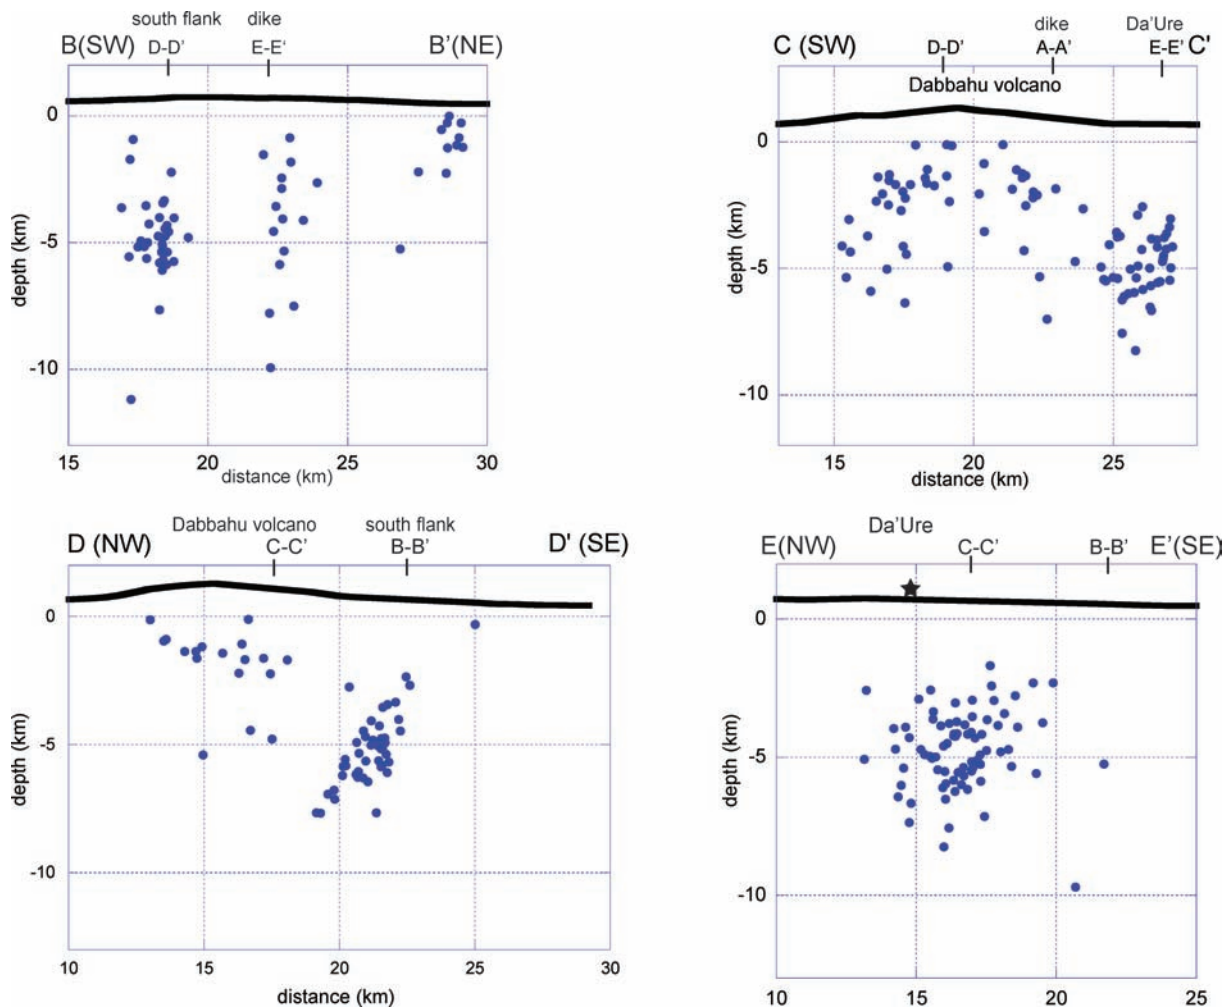 south flank dike
B(SW) D-D' E-E' B'(NE)
0
-5
-10
depth (km)
15 20 25 30
distance (km)
dike Da'Ure
C (SW) D-D' A-A' E-E' C'
Dabbahu volcano
0
-5
-10
depth (km)
15 20 25
distance (km)
Dabbahu volcano south flank
D (NW) C-C' B-B' D' (SE)
0
-5
-10
depth (km)
10 15 20 25 30
distance (km)
Da'Ure
E(NW) C-C' B-B' E'(SE)
0
-5
-10
depth (km)
10 15 20 25
distance (km)